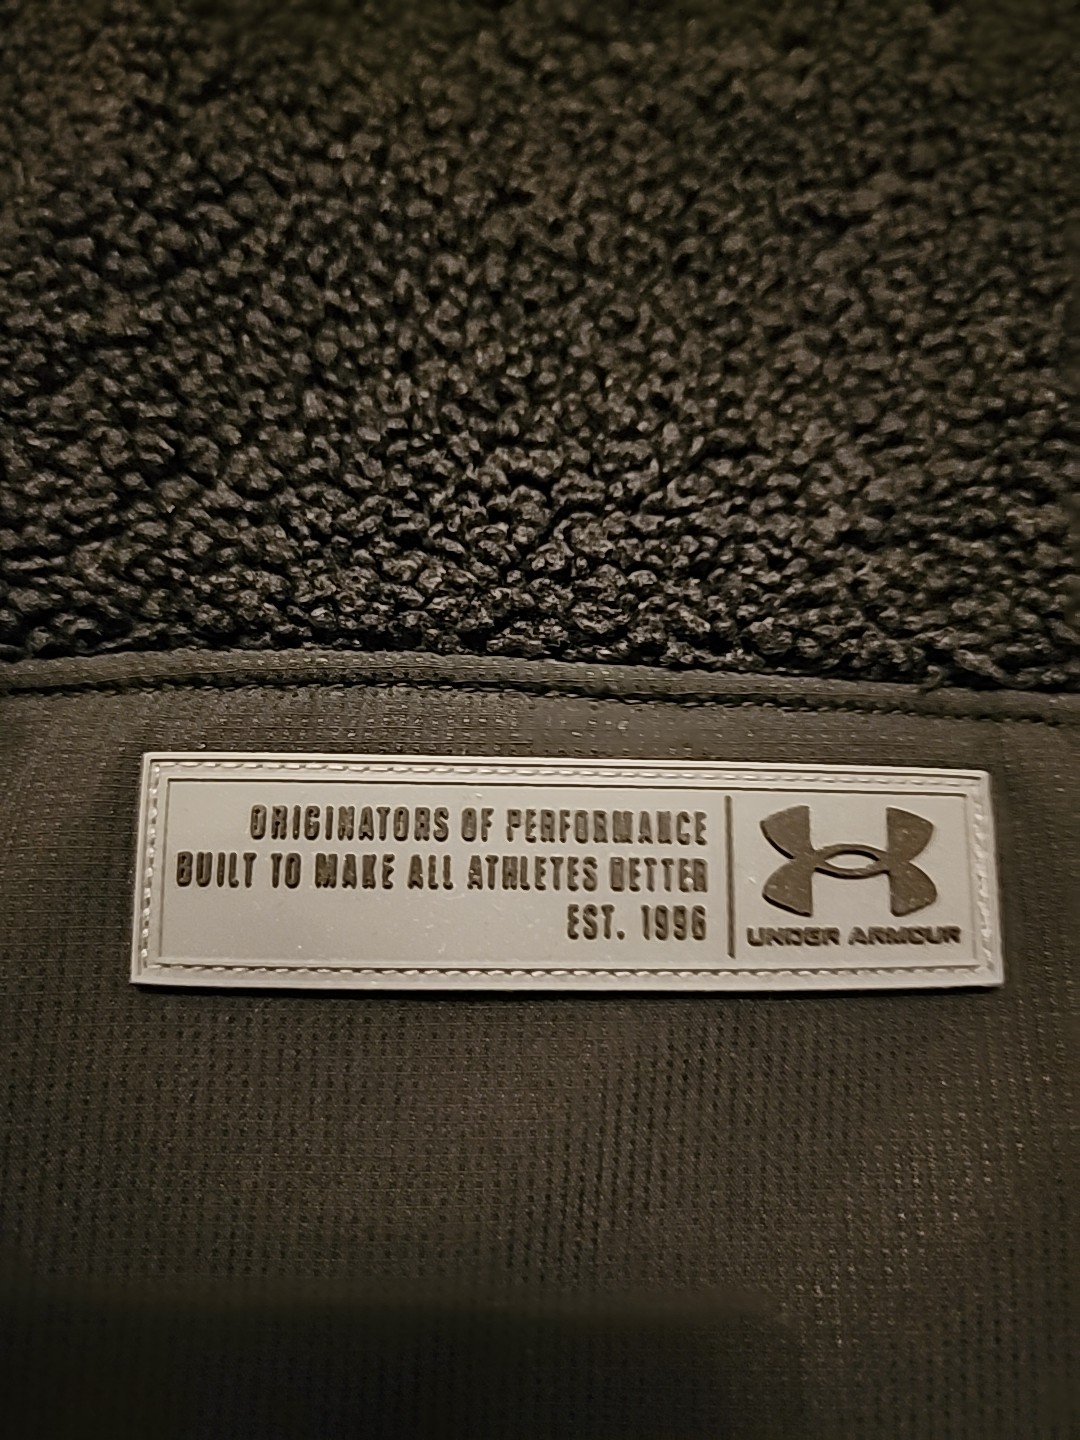 ORIGINATORS OF PERFORMANCE
BUILT TO MAKE ALL ATHLETES BETTER
EST. 1996
UNDER ARMOUR